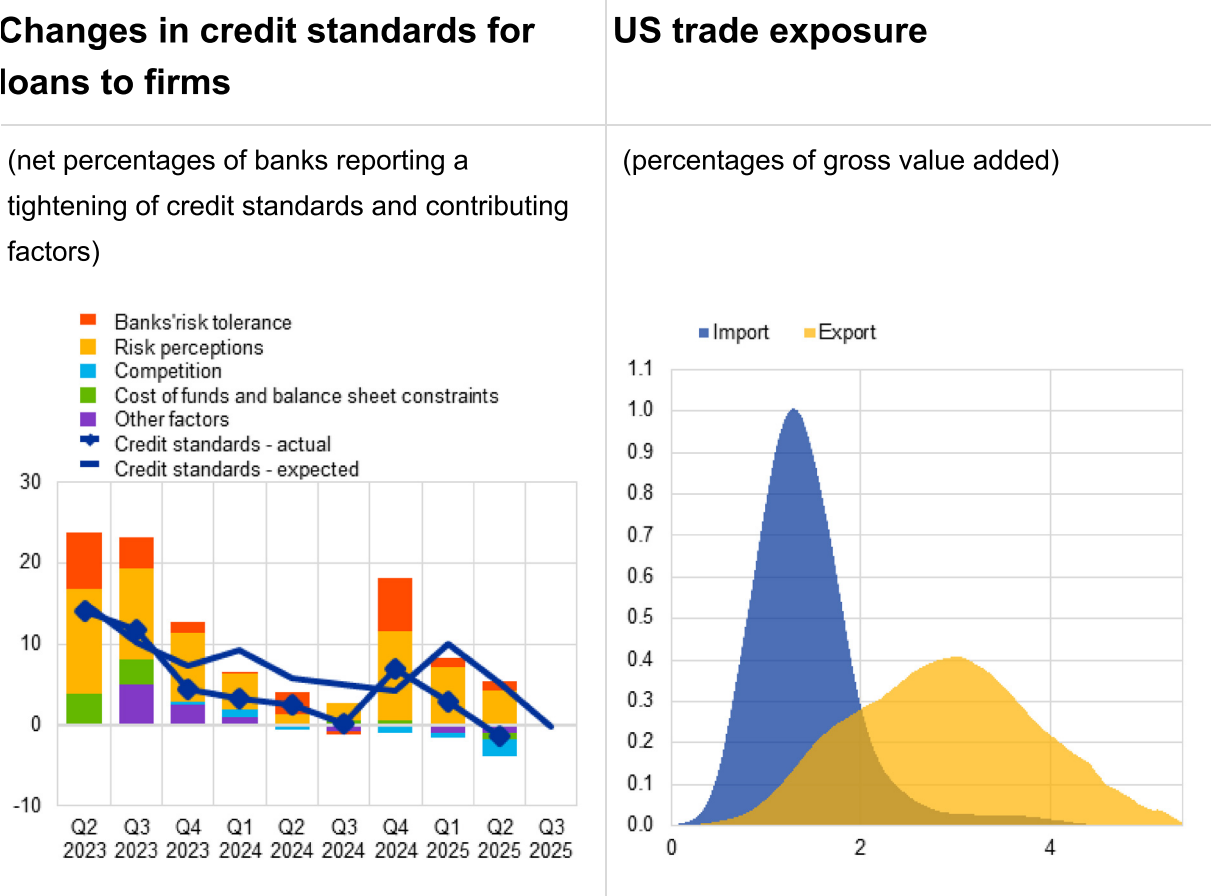 Changes in credit standards for
loans to firms
(net percentages of banks reporting a
tightening of credit standards and contributing
factors)
Banks'risk tolerance
Risk perceptions
Competition
Cost of funds and balance sheet constraints
Other factors
Credit standards - actual
Credit standards - expected
30
20
10
0
-10
Q2 Q3 Q4 Q1 Q2 Q3 Q4 Q1 Q2 Q3
2023 2023 2023 2024 2024 2024 2024 2025 2025 2025
US trade exposure
(percentages of gross value added)
Import Export
1.1
1.0
0.9
0.8
0.7
0.6
0.5
0.4
0.3
0.2
0.1
0.0
0 2 4